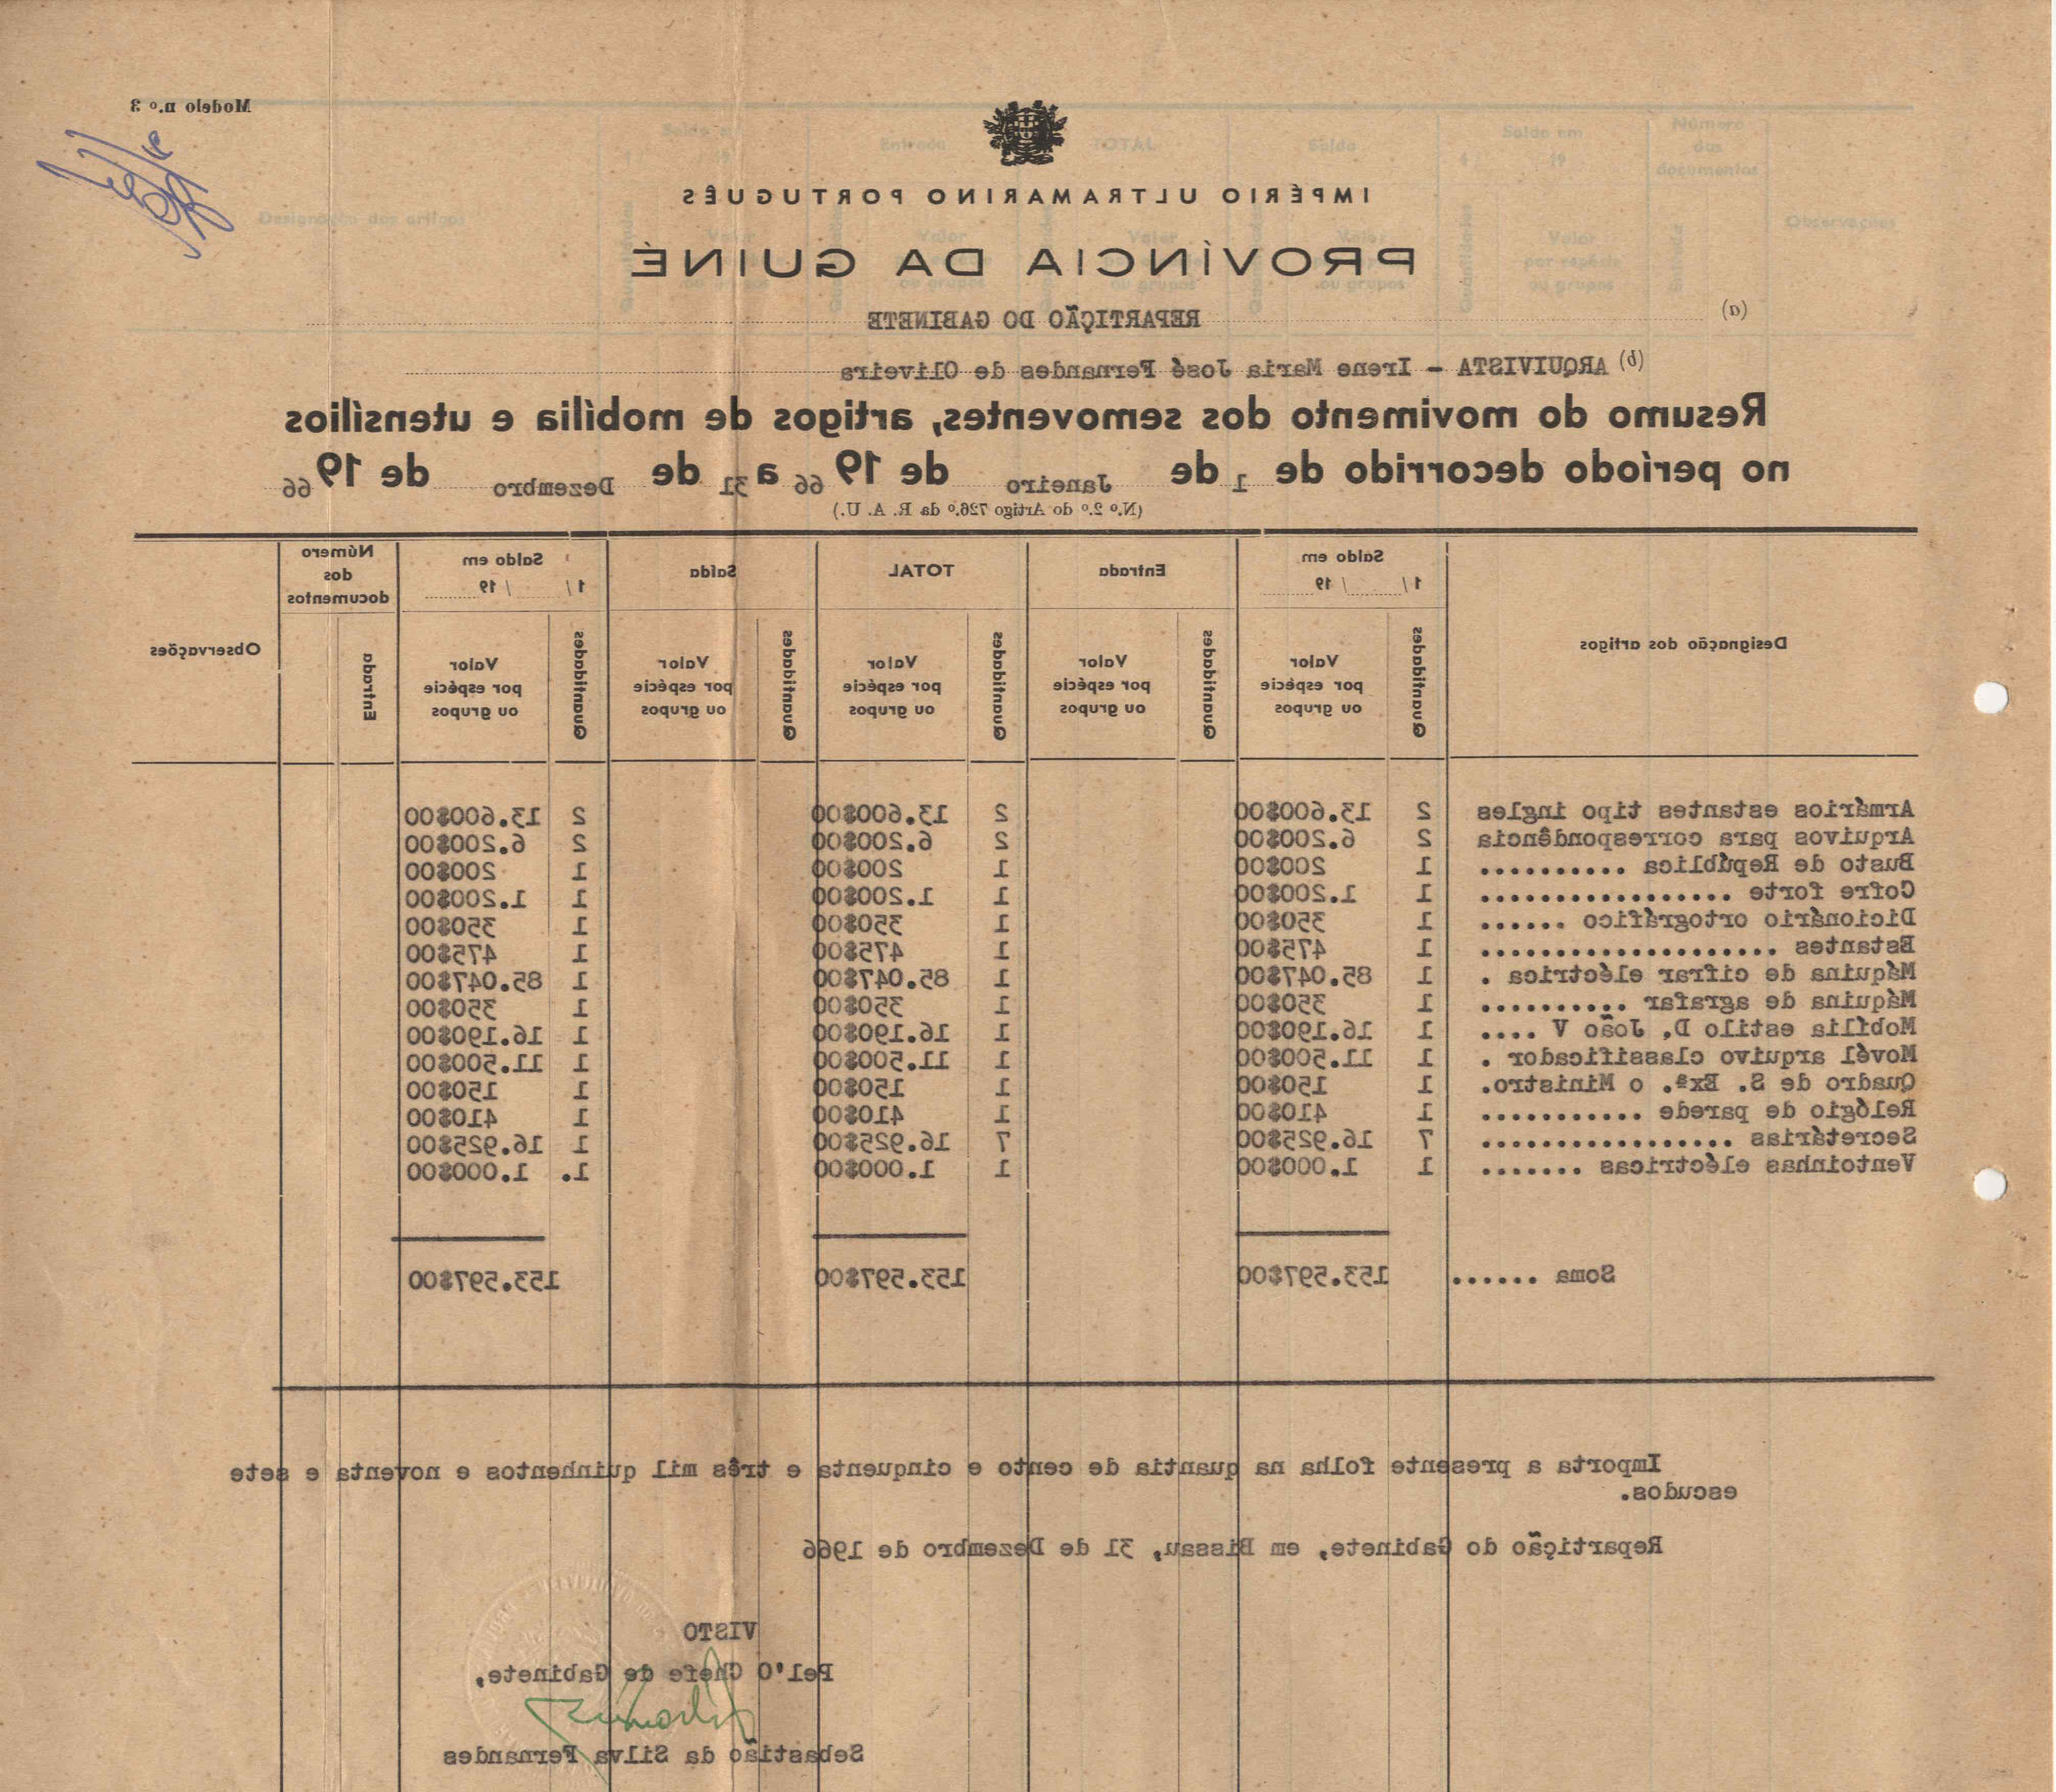 Modelo n.º 3
IMPÉRIO ULTRAMARINO PORTUGUÊS
PROVÍNCIA DA GUINÉ
(a) REPARTIÇÃO DO GABINETE
(b) ARQUIVISTA - Irene Maria José Fernandes de Oliveira
Resumo do movimento dos semoventes, artigos de mobília e utensílios
no período decorrido de 1 de Janeiro de 1966 a 31 de Dezembro de 1966
(N.º 2.º do Artigo 726.º da R. A. U.)
Designação dos artigos Saldo em 1/ / 19 Entrada TOTAL Saída Saldo em 1/ / 19 Número dos documentos Observações
Quantidades Valor por espécie ou grupos Quantidades Valor por espécie ou grupos Quantidades Valor por espécie ou grupos Quantidades Valor por espécie ou grupos Quantidades Valor por espécie ou grupos Entrada
Armários estantes tipo ingles 2 13.600$00 2 13.600$00 2 13.600$00
Arquivos para correspondência 2 6.200$00 2 6.200$00 2 6.200$00
Busto de República .......... 1 200$00 1 200$00 1 200$00
Cofre forte ................. 1 1.200$00 1 1.200$00 1 1.200$00
Dicionário ortográfico ...... 1 350$00 1 350$00 1 350$00
Estantes .................... 1 475$00 1 475$00 1 475$00
Máquina de cifrar eléctrica . 1 85.047$00 1 85.047$00 1 85.047$00
Máquina de agrafar .......... 1 350$00 1 350$00 1 350$00
Mobília estilo D, João V .... 1 16.190$00 1 16.190$00 1 16.190$00
Movél arquivo classificador . 1 11.500$00 1 11.500$00 1 11.500$00
Quadro de S. Exª. o Ministro. 1 150$00 1 150$00 1 150$00
Relógio de parede ........... 1 410$00 1 410$00 1 410$00
Secretárias ................. 7 16.925$00 7 16.925$00 1 16.925$00
Ventoinhas eléctricas ....... 1 1.000$00 1 1.000$00 1. 1.000$00
Soma ...... 153.597$00 153.597$00 153.597$00
Importa a presente folha na quantia de cento e cinquenta e três mil quinhentos e noventa e sete
escudos.
Repartição do Gabinete, em Bissau, 31 de Dezembro de 1966
VISTO
Pel'O Chefe de Gabinete,
Sebastião da Silva Fernandes